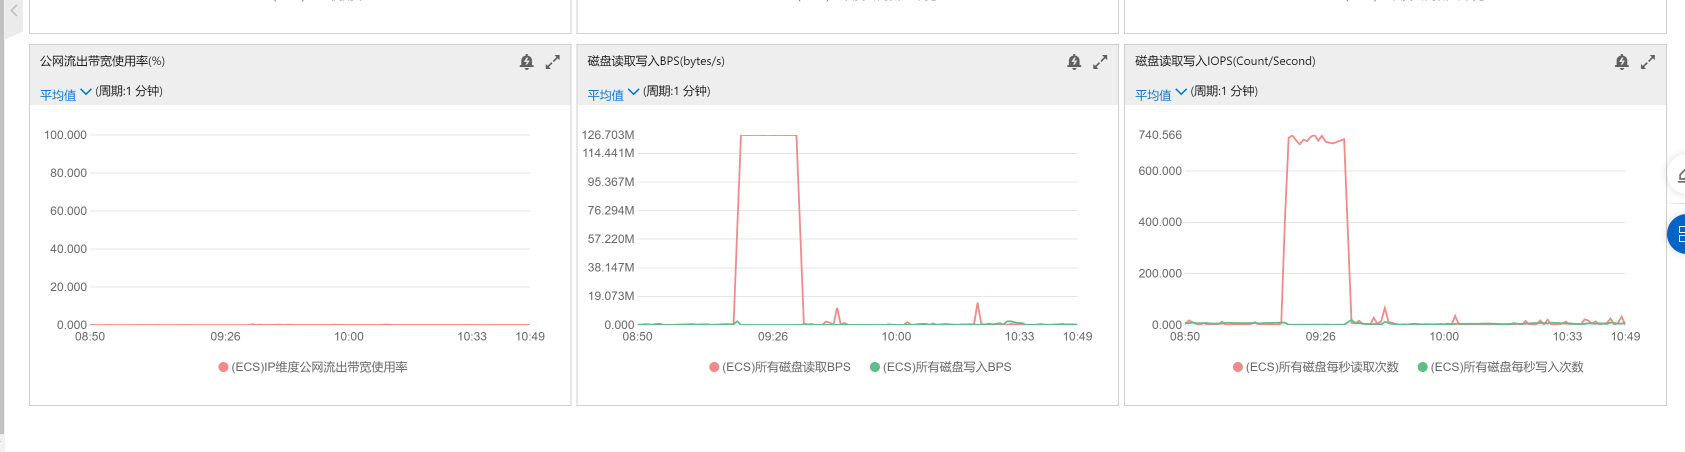 公网流出带宽使用率(%)
平均值 (周期:1 分钟)
100.000
80.000
60.000
40.000
20.000
0.000
08:50 09:26 10:00 10:33 10:49
(ECS)IP维度公网流出带宽使用率
磁盘读取写入BPS(bytes/s)
平均值 (周期:1 分钟)
126.703M
114.441M
95.367M
76.294M
57.220M
38.147M
19.073M
0.000
08:50 09:26 10:00 10:33 10:49
(ECS)所有磁盘读取BPS (ECS)所有磁盘写入BPS
磁盘读取写入IOPS(Count/Second)
平均值 (周期:1 分钟)
740.566
600.000
400.000
200.000
0.000
08:50 09:26 10:00 10:33 10:49
(ECS)所有磁盘每秒读取次数 (ECS)所有磁盘每秒写入次数